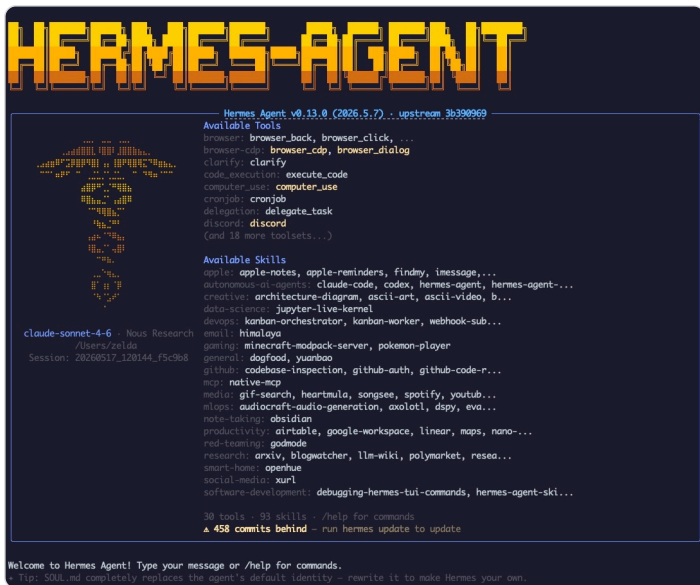 HERMES-AGENT
Hermes Agent v0.13.0 (2026.5.7) · upstream 3b390969
Available Tools
browser: browser_back, browser_click, ...
browser-cdp: browser_cdp, browser_dialog
clarify: clarify
code_execution: execute_code
computer_use: computer_use
cronjob: cronjob
delegation: delegate_task
discord: discord
(and 18 more toolsets...)
Available Skills
apple: apple-notes, apple-reminders, findmy, imessage,...
autonomous-ai-agents: claude-code, codex, hermes-agent, hermes-agent-...
creative: architecture-diagram, ascii-art, ascii-video, b...
data-science: jupyter-live-kernel
devops: kanban-orchestrator, kanban-worker, webhook-sub...
email: himalaya
gaming: minecraft-modpack-server, pokemon-player
general: dogfood, yuanbao
github: codebase-inspection, github-auth, github-code-r...
mcp: native-mcp
media: gif-search, heartmula, songsee, spotify, youtub...
mlops: audiocraft-audio-generation, axolotl, dspy, eva...
note-taking: obsidian
productivity: airtable, google-workspace, linear, maps, nano-...
red-teaming: godmode
research: arxiv, blogwatcher, llm-wiki, polymarket, resea...
smart-home: openhue
social-media: xurl
software-development: debugging-hermes-tui-commands, hermes-agent-ski...
30 tools · 93 skills · /help for commands
⚠ 458 commits behind — run hermes update to update
claude-sonnet-4-6 · Nous Research
/Users/zelda
Session: 20260517_120144_f5c9b8
Welcome to Hermes Agent! Type your message or /help for commands.
✦ Tip: SOUL.md completely replaces the agent's default identity — rewrite it to make Hermes your own.